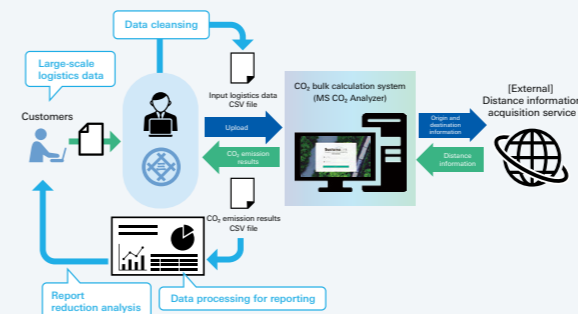 Data cleansing
Large-scale
logistics data
Customers
Input logistics data
CSV file
Upload
CO₂ emission
results
CO₂ emission results
CSV file
CO₂ bulk calculation system
(MS CO₂ Analyzer)
Origin and
destination
information
Distance
information
[External]
Distance information
acquisition service
Report
reduction analysis
Data processing for reporting